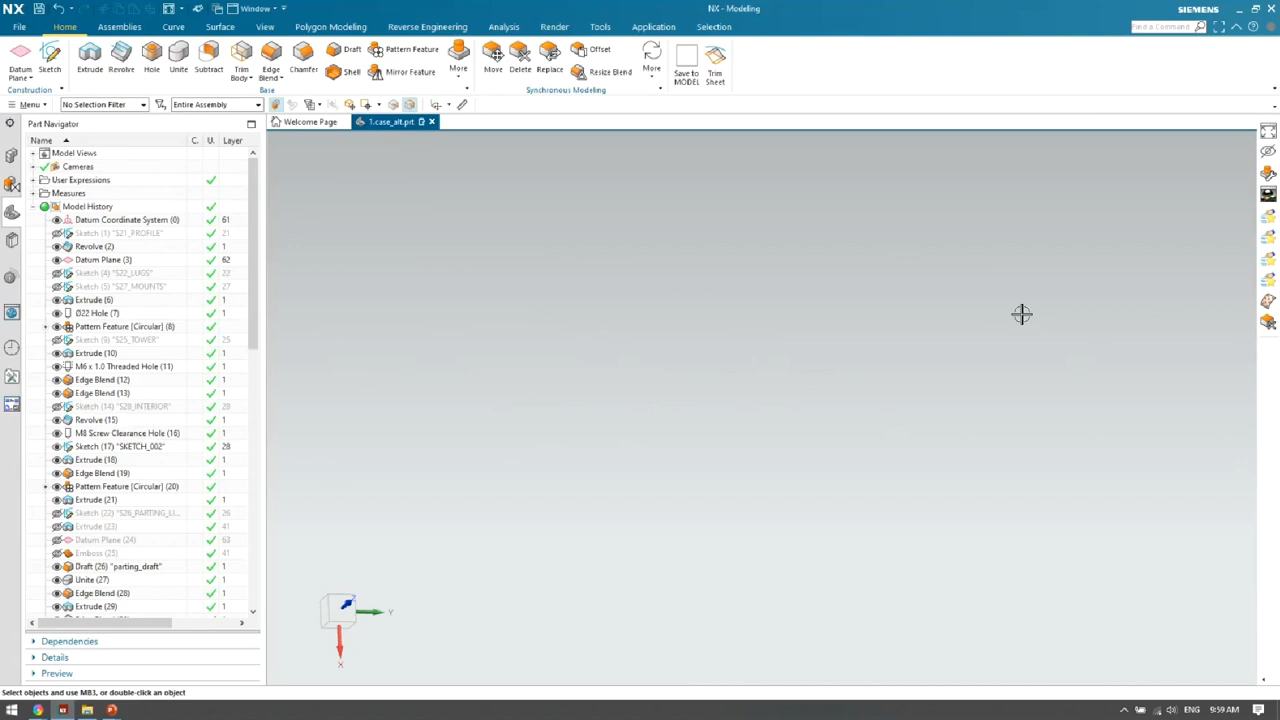 NX
Window
NX - Modeling
SIEMENS
File
Home
Assemblies
Curve
Surface
View
Polygon Modeling
Reverse Engineering
Analysis
Render
Tools
Application
Selection
Find a Command
Datum Plane
Sketch
Extrude
Revolve
Hole
Unite
Subtract
Trim Body
Edge Blend
Chamfer
Draft
Shell
Pattern Feature
Mirror Feature
More
Move
Delete
Replace
Offset
Resize Blend
More
Save to MODEL
Trim Sheet
Construction
Base
Synchronous Modeling
Menu
No Selection Filter
Entire Assembly
Part Navigator
Welcome Page
1.case_alt.prt
Name C. U. Layer
Model Views
Cameras
User Expressions
Measures
Model History
Datum Coordinate System (0) 61
Sketch (1) "S21_PROFILE" 21
Revolve (2) 1
Datum Plane (3) 62
Sketch (4) "S22_LUGS" 22
Sketch (5) "S27_MOUNTS" 27
Extrude (6) 1
Ø22 Hole (7) 1
Pattern Feature [Circular] (8)
Sketch (9) "S25_TOWER" 25
Extrude (10) 1
M6 x 1.0 Threaded Hole (11) 1
Edge Blend (12) 1
Edge Blend (13) 1
Sketch (14) "S28_INTERIOR" 28
Revolve (15) 1
M8 Screw Clearance Hole (16) 1
Sketch (17) "SKETCH_002" 28
Extrude (18) 1
Edge Blend (19) 1
Pattern Feature [Circular] (20)
Extrude (21) 1
Sketch (22) "S26_PARTING_LI... 26
Extrude (23) 41
Datum Plane (24) 63
Emboss (25) 41
Draft (26) "parting_draft" 1
Unite (27) 1
Edge Blend (28) 1
Extrude (29) 1
Dependencies
Details
Preview
Y
X
Select objects and use MB3, or double-click an object
ENG 9:59 AM